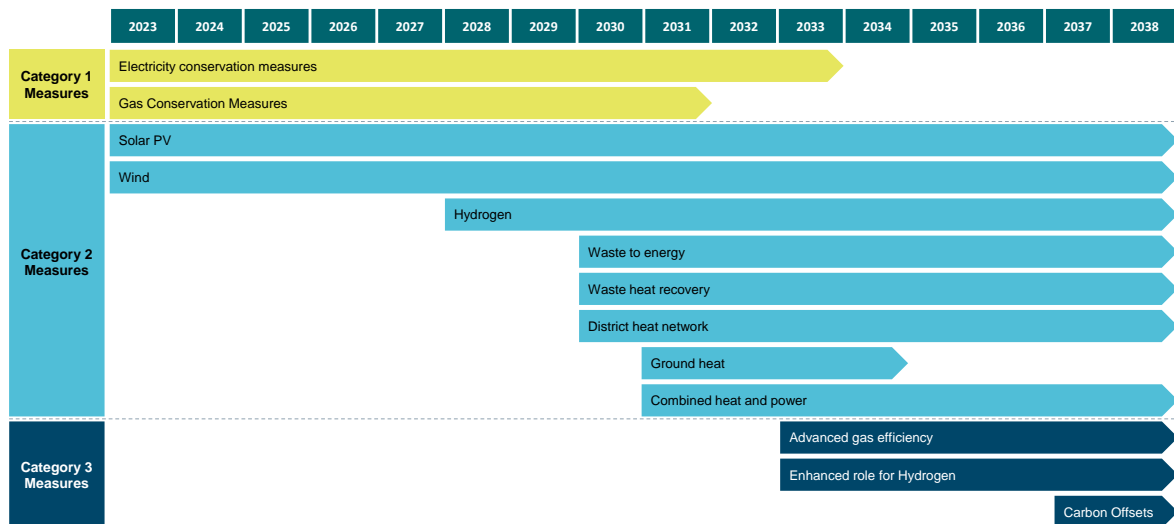 2023 2024 2025 2026 2027 2028 2029 2030 2031 2032 2033 2034 2035 2036 2037 2038
Category 1
Measures
Electricity conservation measures
Gas Conservation Measures
Category 2
Measures
Solar PV
Wind
Hydrogen
Waste to energy
Waste heat recovery
District heat network
Ground heat
Combined heat and power
Category 3
Measures
Advanced gas efficiency
Enhanced role for Hydrogen
Carbon Offsets